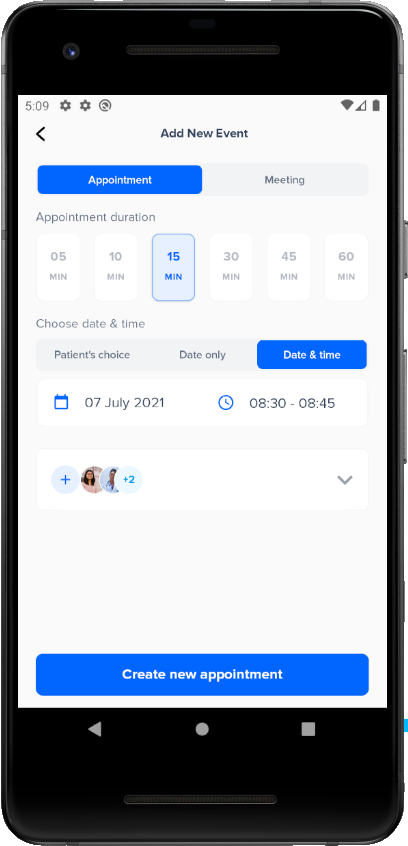 5:09
Add New Event
Appointment Meeting
Appointment duration
05 10 15 30 45 60
MIN MIN MIN MIN MIN MIN
Choose date & time
Patient's choice Date only Date & time
07 July 2021 08:30 - 08:45
+2
Create new appointment